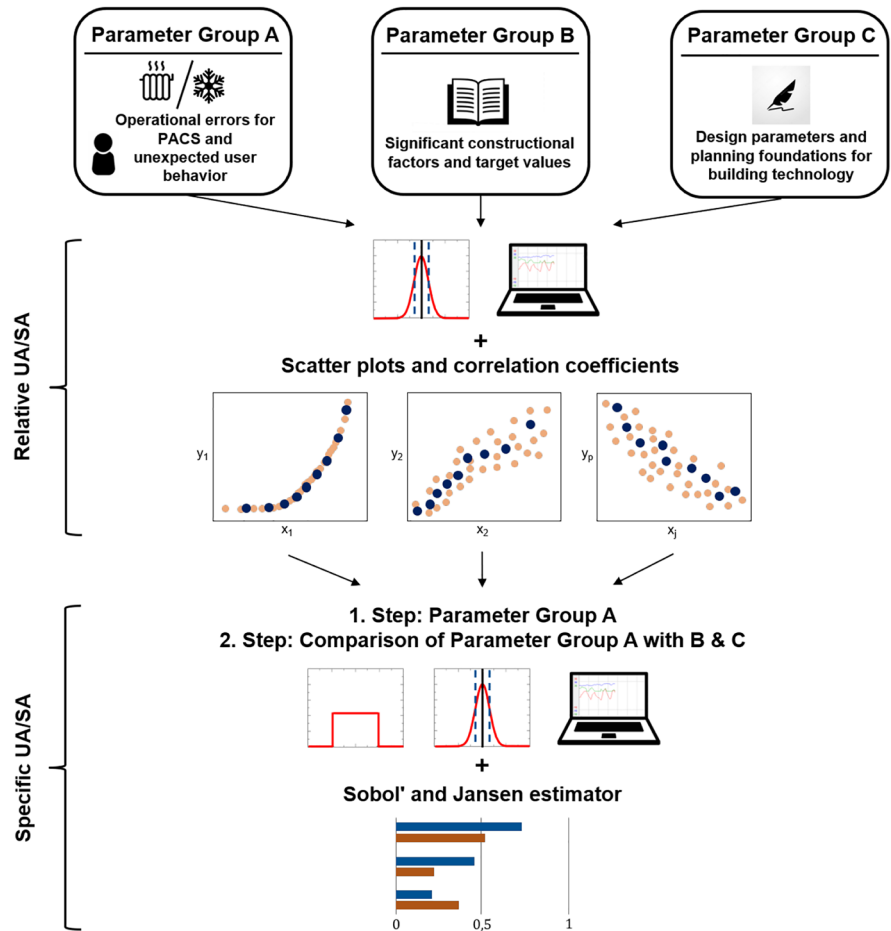 Parameter Group A
Operational errors for
PACS and
unexpected user
behavior
Parameter Group B
Significant constructional
factors and target values
Parameter Group C
Design parameters and
planning foundations for
building technology
Relative UA/SA
+
Scatter plots and correlation coefficients
y1
x1
y2
x2
yp
xj
Specific UA/SA
1. Step: Parameter Group A
2. Step: Comparison of Parameter Group A with B & C
+
Sobol' and Jansen estimator
0
0,5
1